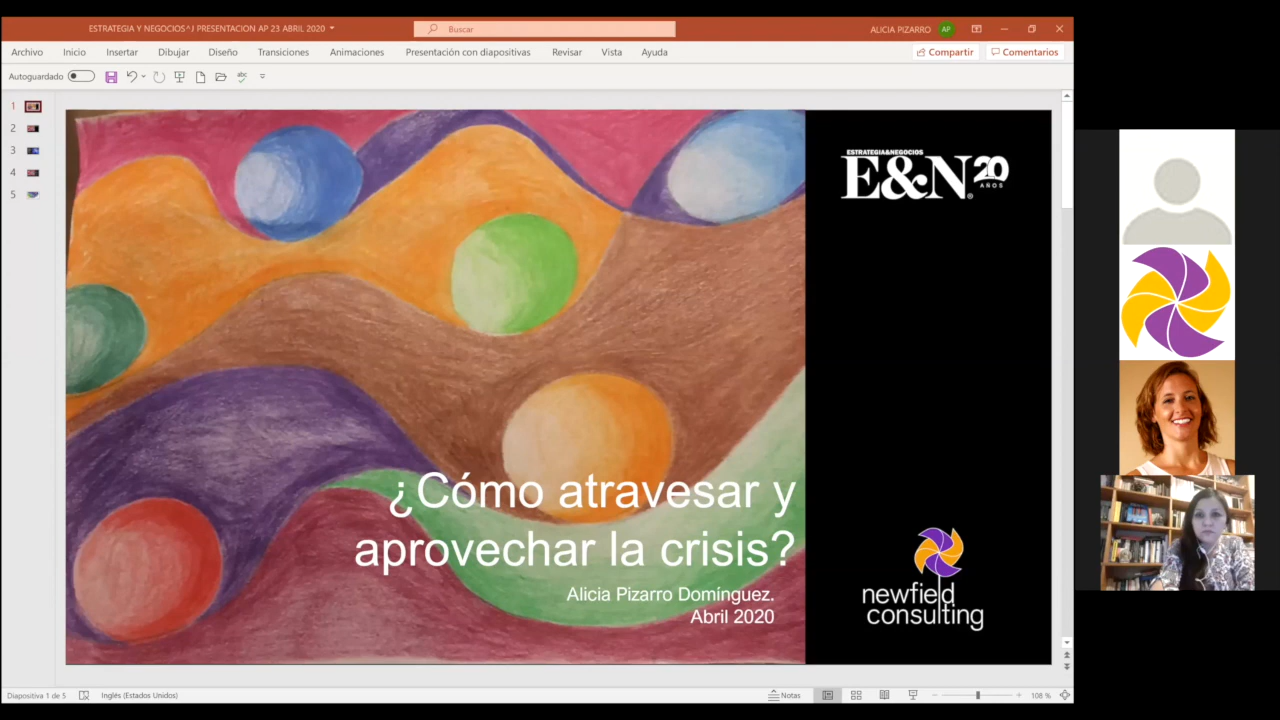 ESTRATEGIA Y NEGOCIOS^J PRESENTACION AP 23 ABRIL 2020
Buscar
ALICIA PIZARRO
AP
Archivo Inicio Insertar Dibujar Diseño Transiciones Animaciones Presentación con diapositivas Revisar Vista Ayuda
Compartir
Comentarios
Autoguardado
abc
1
2
3
4
5
ESTRATEGIA&NEGOCIOS
E&N® 20
AÑOS
¿Cómo atravesar y
aprovechar la crisis?
Alicia Pizarro Domínguez.
Abril 2020
newfield
consulting
Diapositiva 1 de 5
Inglés (Estados Unidos)
Notas
108 %